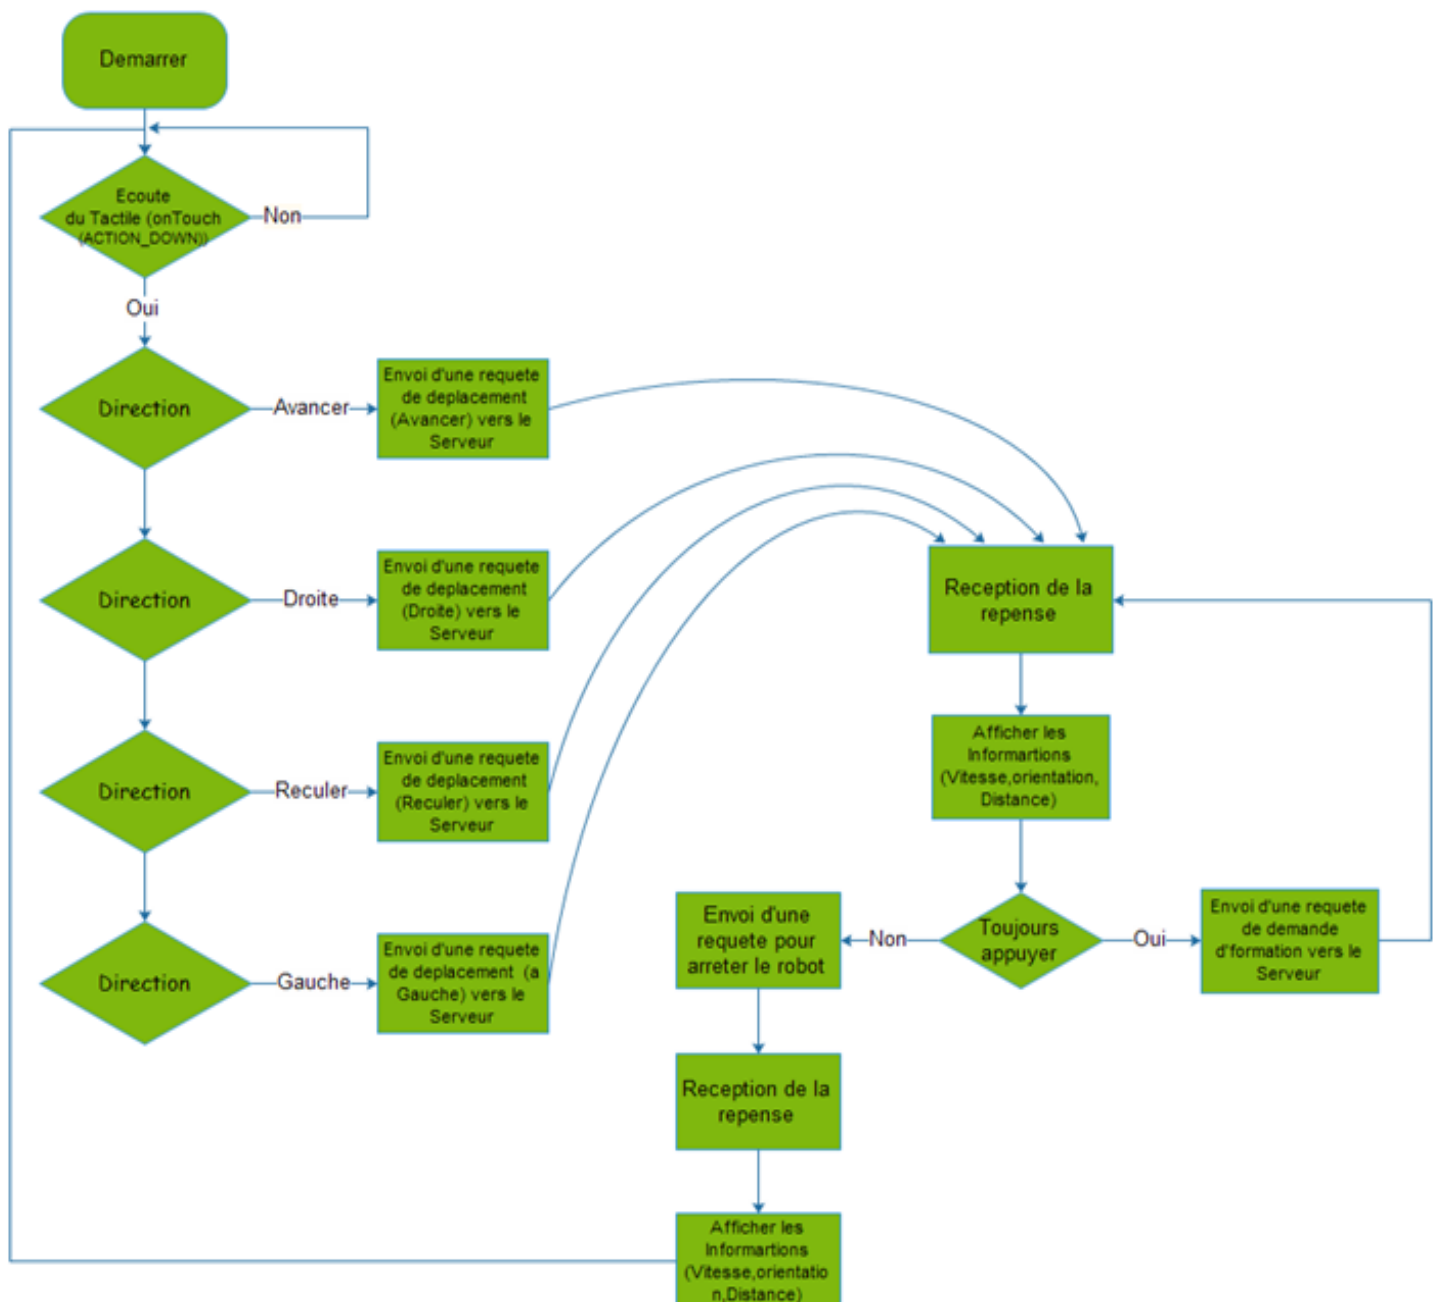 Demarrer
Ecoute
du Tactile (onTouch
(ACTION_DOWN))
Non
Oui
Direction
Avancer
Envoi d'une requete
de deplacement
(Avancer) vers le
Serveur
Direction
Droite
Envoi d'une requete
de deplacement
(Droite) vers le
Serveur
Direction
Reculer
Envoi d'une requete
de deplacement
(Reculer) vers le
Serveur
Direction
Gauche
Envoi d'une requete
de deplacement (a
Gauche) vers le
Serveur
Reception de la
repense
Afficher les
Informartions
(Vitesse,orientation,
Distance)
Toujours
appuyer
Oui
Envoi d'une requete
de demande
d'formation vers le
Serveur
Non
Envoi d'une
requete pour
arreter le robot
Reception de la
repense
Afficher les
Informartions
(Vitesse,orientatio
n,Distance)